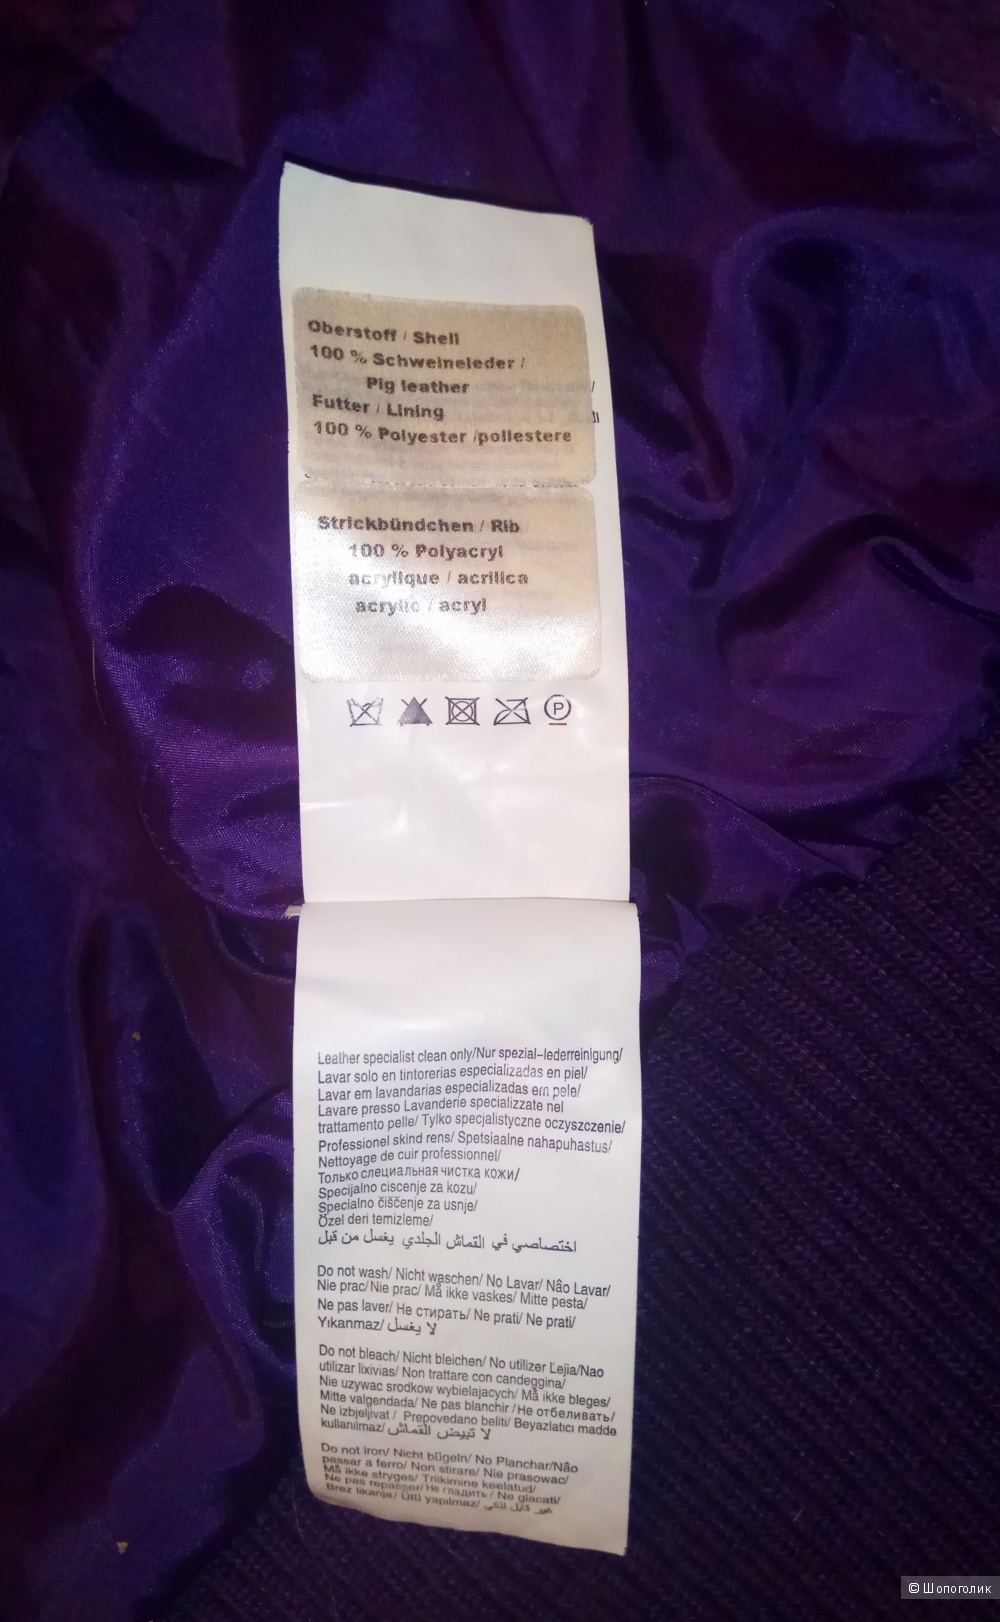 Oberstoff / Shell
100 % Schweineleder /
Pig leather
Futter / Lining
100 % Polyester /poliestere
Strickbündchen / Rib
100 % Polyacryl
acrylique / acrilica
acrylic / acryl
P
Leather specialist clean only/Nur spezial-lederreinigung/
Lavar solo en tintorerias especializadas en piel/
Lavar em lavandarias especializadas em pele/
Lavare presso Lavanderie specializzate nel
trattamento pelle/ Tylko specjalistyczne oczyszczenie/
Professionel skind rens/ Spetsiaalne nahapuhastus/
Nettoyage de cuir professionnel/
Только специальная чистка кожи/
Specijalno ciscenje za kozu/
Specialno čiščenje za usnje/
Özel deri temizleme/
اختصاصي في القماش الجلدي يغسل من قبل
Do not wash/ Nicht waschen/ No Lavar/ Nâo Lavar/
Nie prac/ Nie prac/ Må ikke vaskes/ Mitte pesta/
Ne pas laver/ Не стирать/ Ne prati/ Ne prati/
Yıkanmaz/ لا يغسل
Do not bleach/ Nicht bleichen/ No utilizer Ľejia/Nao
utilizar lixivias/ Non trattare con candeggina/
Nie uzywac srodkow wybielajacych/ Må ikke bleges/
Mitte valgendada/ Ne pas blanchir /Не отбеливать/
Ne izbjeljivat / Prepovedano beliti/ Beyazlatıcı madde
kullanılmaz/ لا تبيض القماش
Do not iron/ Nicht bügeln/ No Planchar/Nâo
passar a ferro/ Non stirare/ Nie prasowac/
Må ikke stryges/ Triikimine keelatud/
Ne pas repasser/ Не гладить / Ne glacati/
Brez likanja/ Ütü yapılmaz/ غير قابل للكي
© Шопоголик